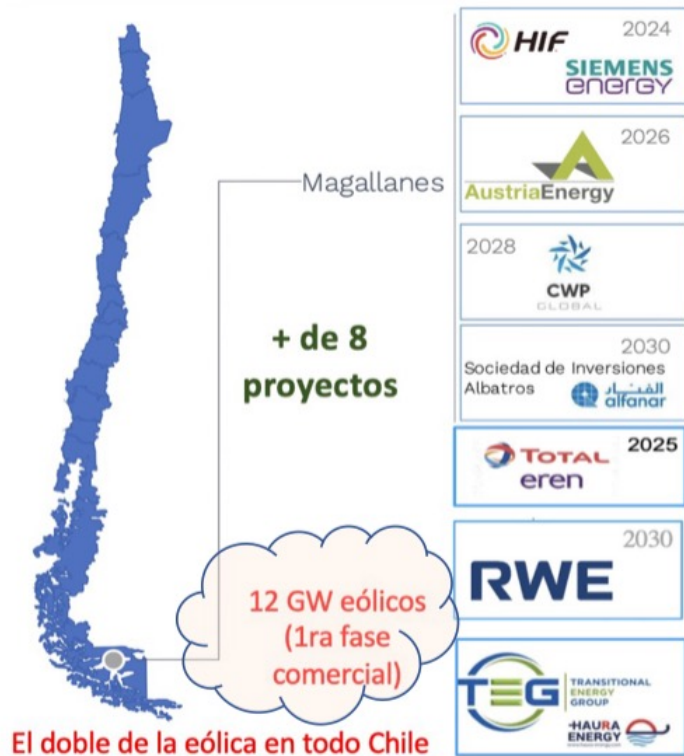 HIF
2024
SIEMENS
energy
2026
AustriaEnergy
Magallanes
2028
CWP
GLOBAL
+ de 8
proyectos
2030
Sociedad de Inversiones
Albatros
الفنار
alfanar
TOTAL
eren
2025
12 GW eólicos
(1ra fase
comercial)
2030
RWE
TEG
TRANSITIONAL
ENERGY
GROUP
HAURA
ENERGY
El doble de la eólica en todo Chile